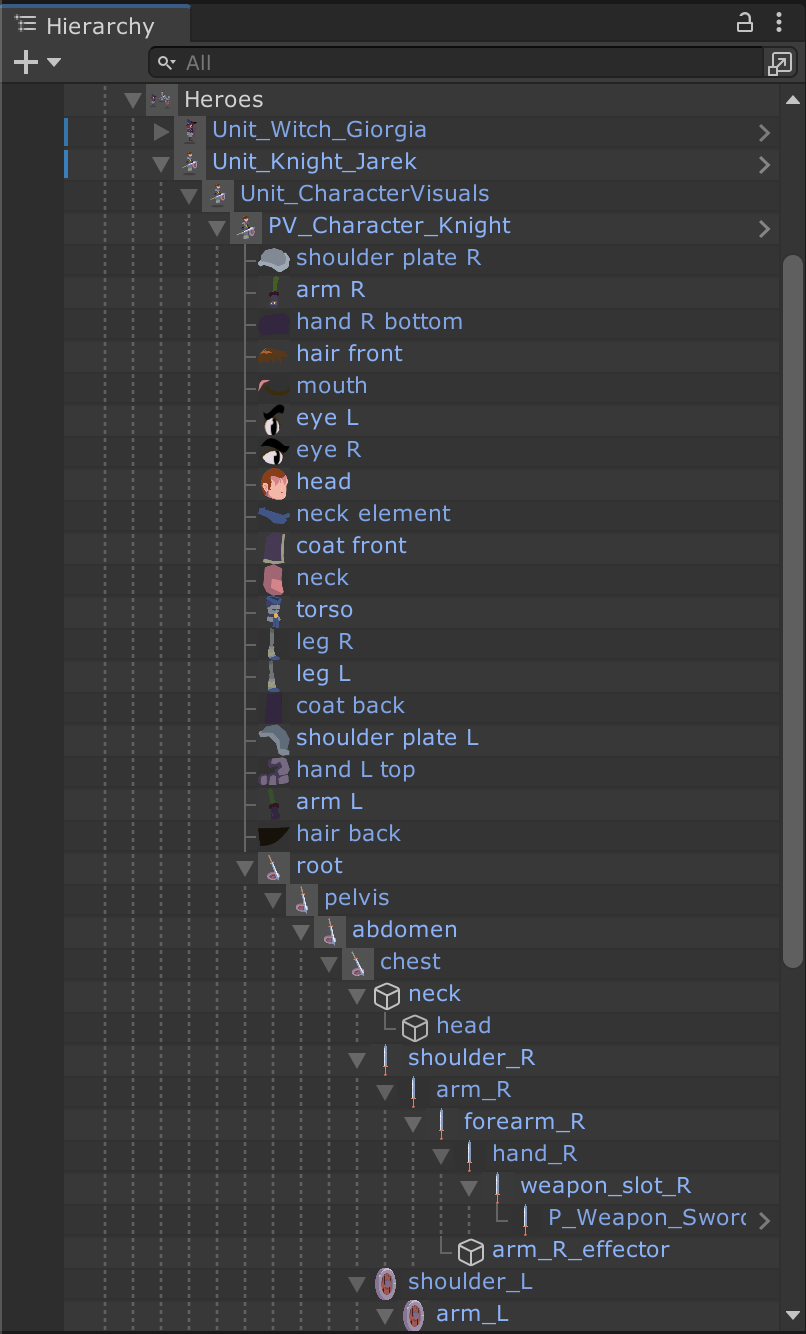 Hierarchy
All
Heroes
Unit_Witch_Giorgia
Unit_Knight_Jarek
Unit_CharacterVisuals
PV_Character_Knight
shoulder plate R
arm R
hand R bottom
hair front
mouth
eye L
eye R
head
neck element
coat front
neck
torso
leg R
leg L
coat back
shoulder plate L
hand L top
arm L
hair back
root
pelvis
abdomen
chest
neck
head
shoulder_R
arm_R
forearm_R
hand_R
weapon_slot_R
P_Weapon_Sword
arm_R_effector
shoulder_L
arm_L